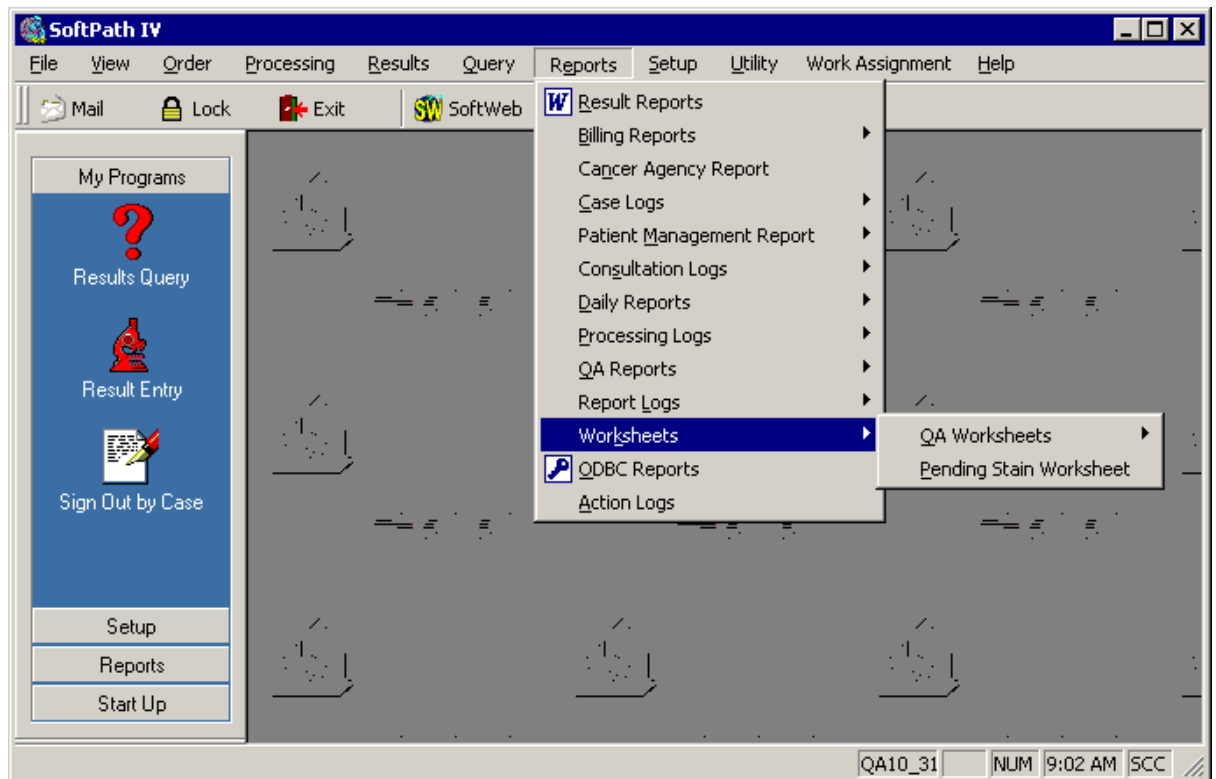 SoftPath IV
File View Order Processing Results Query Reports Setup Utility Work Assignment Help
Mail Lock Exit SW SoftWeb
My Programs
Results Query
Result Entry
Sign Out by Case
Setup
Reports
Start Up
W Result Reports
Billing Reports
Cancer Agency Report
Case Logs
Patient Management Report
Consultation Logs
Daily Reports
Processing Logs
QA Reports
Report Logs
Worksheets
ODBC Reports
Action Logs
QA Worksheets
Pending Stain Worksheet
QA10_31 NUM 9:02 AM SCC